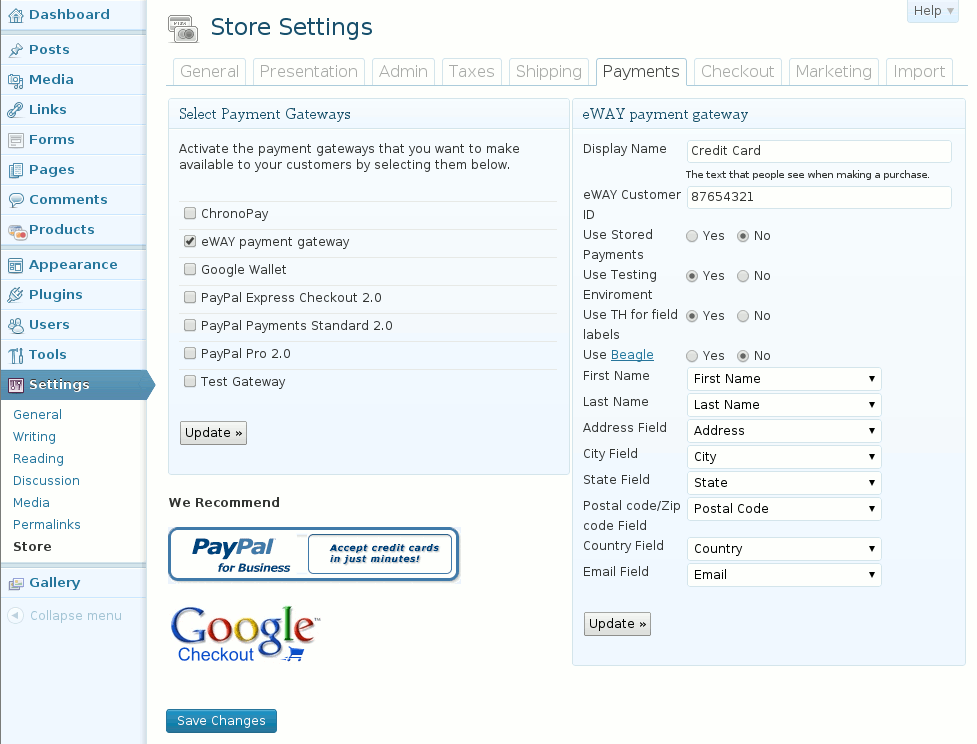 Dashboard
Posts
Media
Links
Forms
Pages
Comments
Products
Appearance
Plugins
Users
Tools
Settings
General
Writing
Reading
Discussion
Media
Permalinks
Store
Gallery
Collapse menu
Help ▾
Store Settings
General Presentation Admin Taxes Shipping Payments Checkout Marketing Import
Select Payment Gateways
Activate the payment gateways that you want to make
available to your customers by selecting them below.
ChronoPay
eWAY payment gateway
Google Wallet
PayPal Express Checkout 2.0
PayPal Payments Standard 2.0
PayPal Pro 2.0
Test Gateway
Update »
We Recommend
PayPal
for Business
Accept credit cards
in just minutes!
Google™
Checkout
Save Changes
eWAY payment gateway
Display Name Credit Card
The text that people see when making a purchase.
eWAY Customer
ID
87654321
Use Stored
Payments
Yes No
Use Testing
Enviroment
Yes No
Use TH for field
labels
Yes No
Use Beagle Yes No
First Name First Name
Last Name Last Name
Address Field Address
City Field City
State Field State
Postal code/Zip
code Field
Postal Code
Country Field Country
Email Field Email
Update »